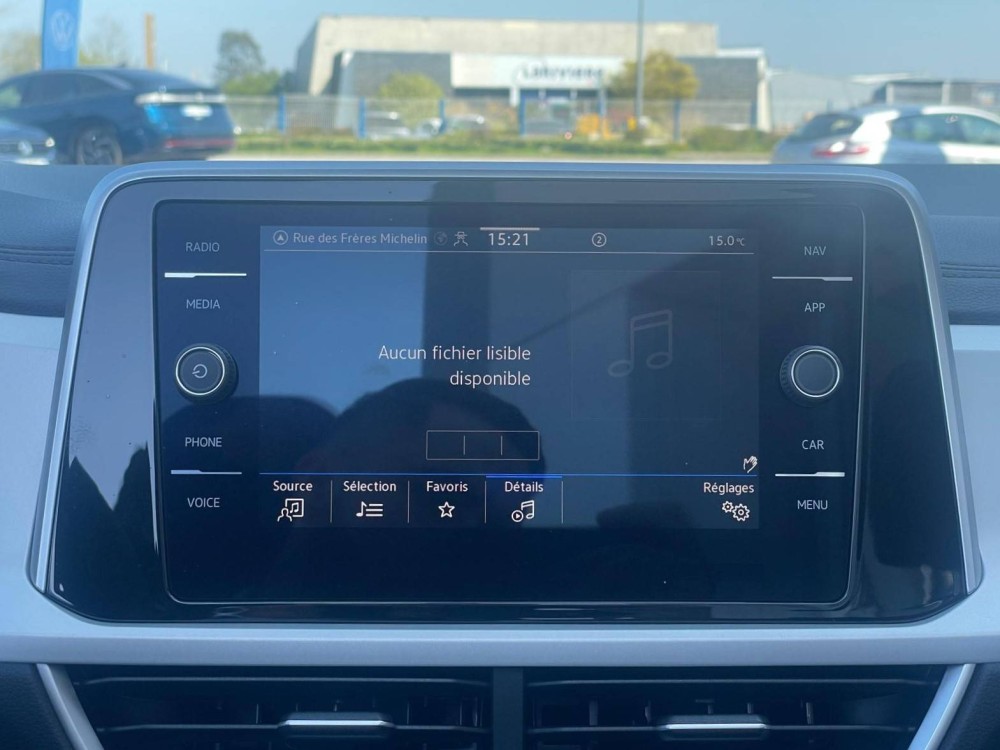 Rue des Frères Michelin 15:21 2 15.0°C
RADIO
MEDIA
PHONE
VOICE
Aucun fichier lisible
disponible
Source Sélection Favoris Détails Réglages
NAV
APP
CAR
MENU